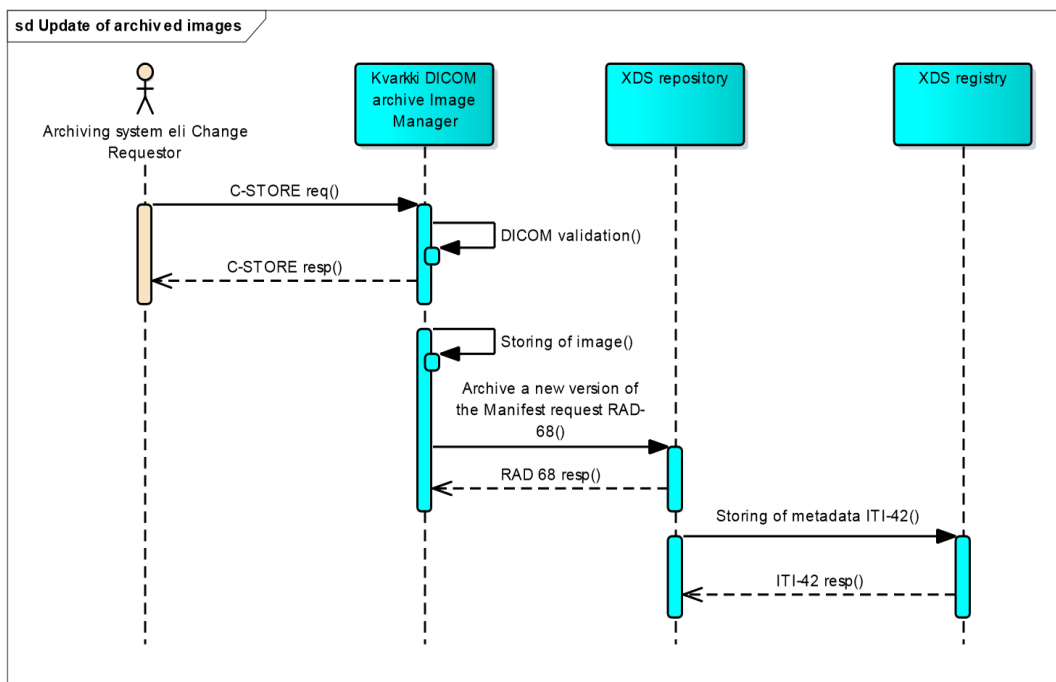 sd Update of archived images
Kvarkki DICOM
archive Image
Manager
XDS repository
XDS registry
Archiving system eli Change
Requestor
C-STORE req()
DICOM validation()
C-STORE resp()
Storing of image()
Archive a new version of
the Manifest request RAD-
68()
RAD 68 resp()
Storing of metadata ITI-42()
ITI-42 resp()